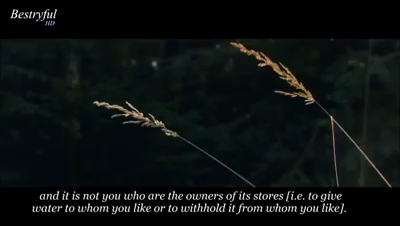 Bestryful
HD
and it is not you who are the owners of its stores [i.e. to give
water to whom you like or to withhold it from whom you like].